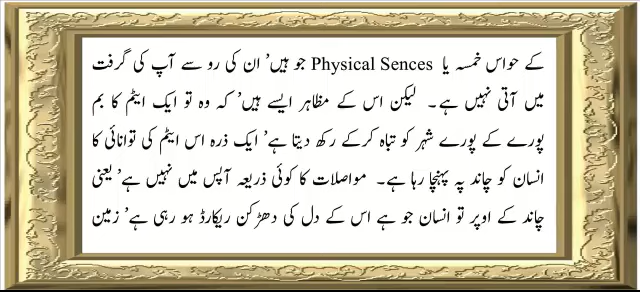 کے حواس خمسہ یا Physical Sences جو ہیں’ ان کی رو سے آپ کی گرفت
میں آتی نہیں ہے۔ لیکن اس کے مظاہر ایسے ہیں’ کہ وہ تو ایک ایٹم کا بم
پورے کے پورے شہر کو تباہ کرکے رکھ دیتا ہے’ ایک ذرہ اس ایٹم کی توانائی کا
انسان کو چاند پہ پہنچا رہا ہے۔ مواصلات کا کوئی ذریعہ آپس میں نہیں ہے’ یعنی
چاند کے اوپر تو انسان جو ہے اس کے دل کی دھڑکن ریکارڈ ہو رہی ہے’ زمین